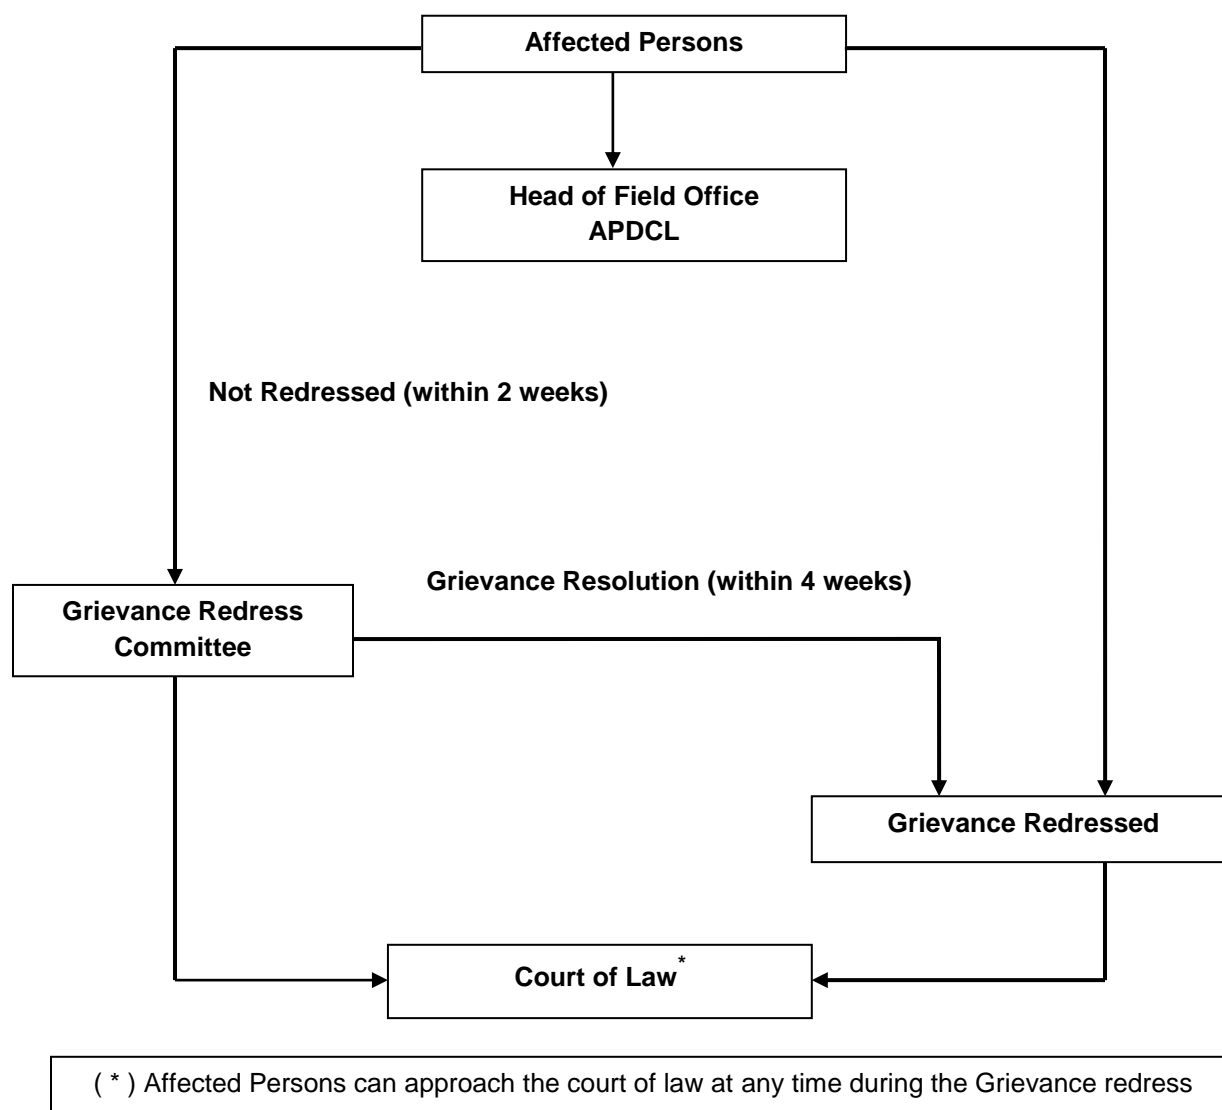 Affected Persons
Head of Field Office
APDCL
Not Redressed (within 2 weeks)
Grievance Resolution (within 4 weeks)
Grievance Redress
Committee
Grievance Redressed
Court of Law*
( * ) Affected Persons can approach the court of law at any time during the Grievance redress